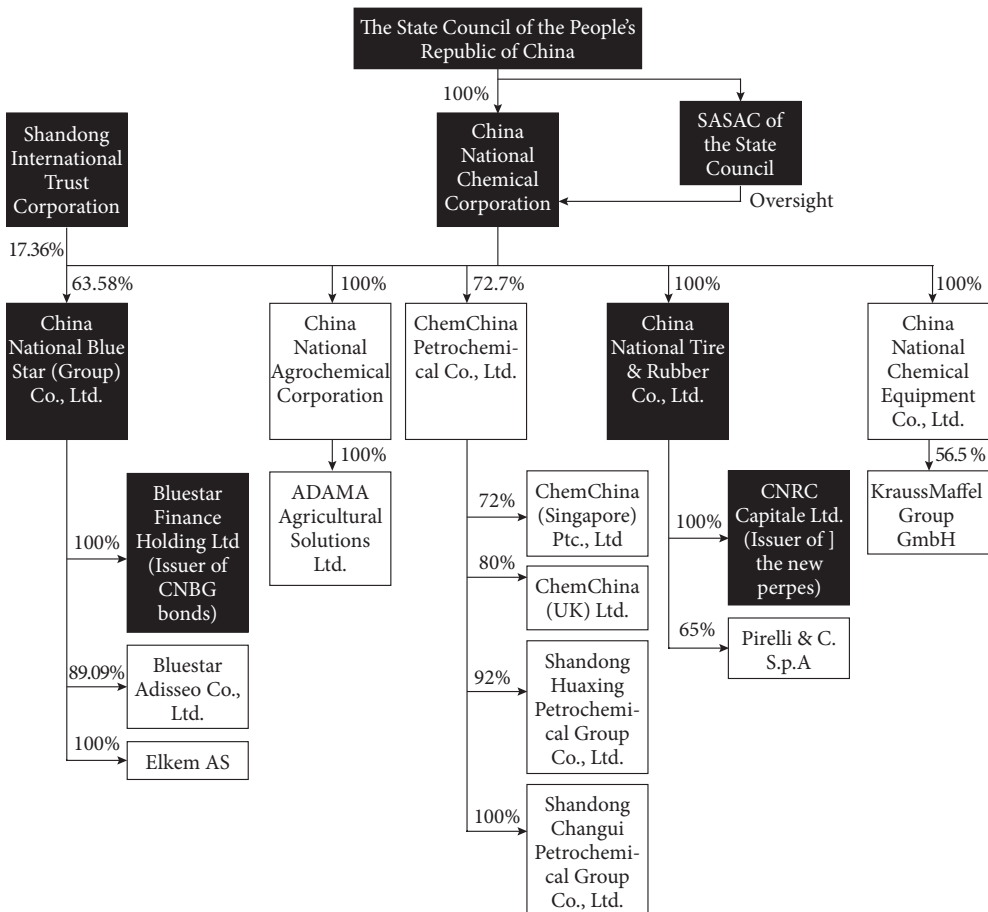 The State Council of the People's
Republic of China
100%
Shandong
International
Trust
Corporation
China
National
Chemical
Corporation
SASAC of
the State
Council
Oversight
17.36%
63.58%
100%
72.7%
100%
100%
China
National Blue
Star (Group)
Co., Ltd.
China
National
Agrochemical
Corporation
ChemChina
Petrochemi-
cal Co., Ltd.
China
National Tire
& Rubber
Co., Ltd.
China
National
Chemical
Equipment
Co., Ltd.
100%
Bluestar
Finance
Holding Ltd
(Issuer of
CNBG
bonds)
89.09%
Bluestar
Adisseo Co.,
Ltd.
100%
Elkem AS
100%
ADAMA
Agricultural
Solutions
Ltd.
72%
ChemChina
(Singapore)
Ptc., Ltd
80%
ChemChina
(UK) Ltd.
92%
Shandong
Huaxing
Petrochemi-
cal Group
Co., Ltd.
100%
Shandong
Changui
Petrochemi-
cal Group
Co., Ltd.
100%
CNRC
Capitale Ltd.
(Issuer of ]
the new
perpes)
65%
Pirelli & C.
S.p.A
56.5 %
KraussMaffel
Group
GmbH